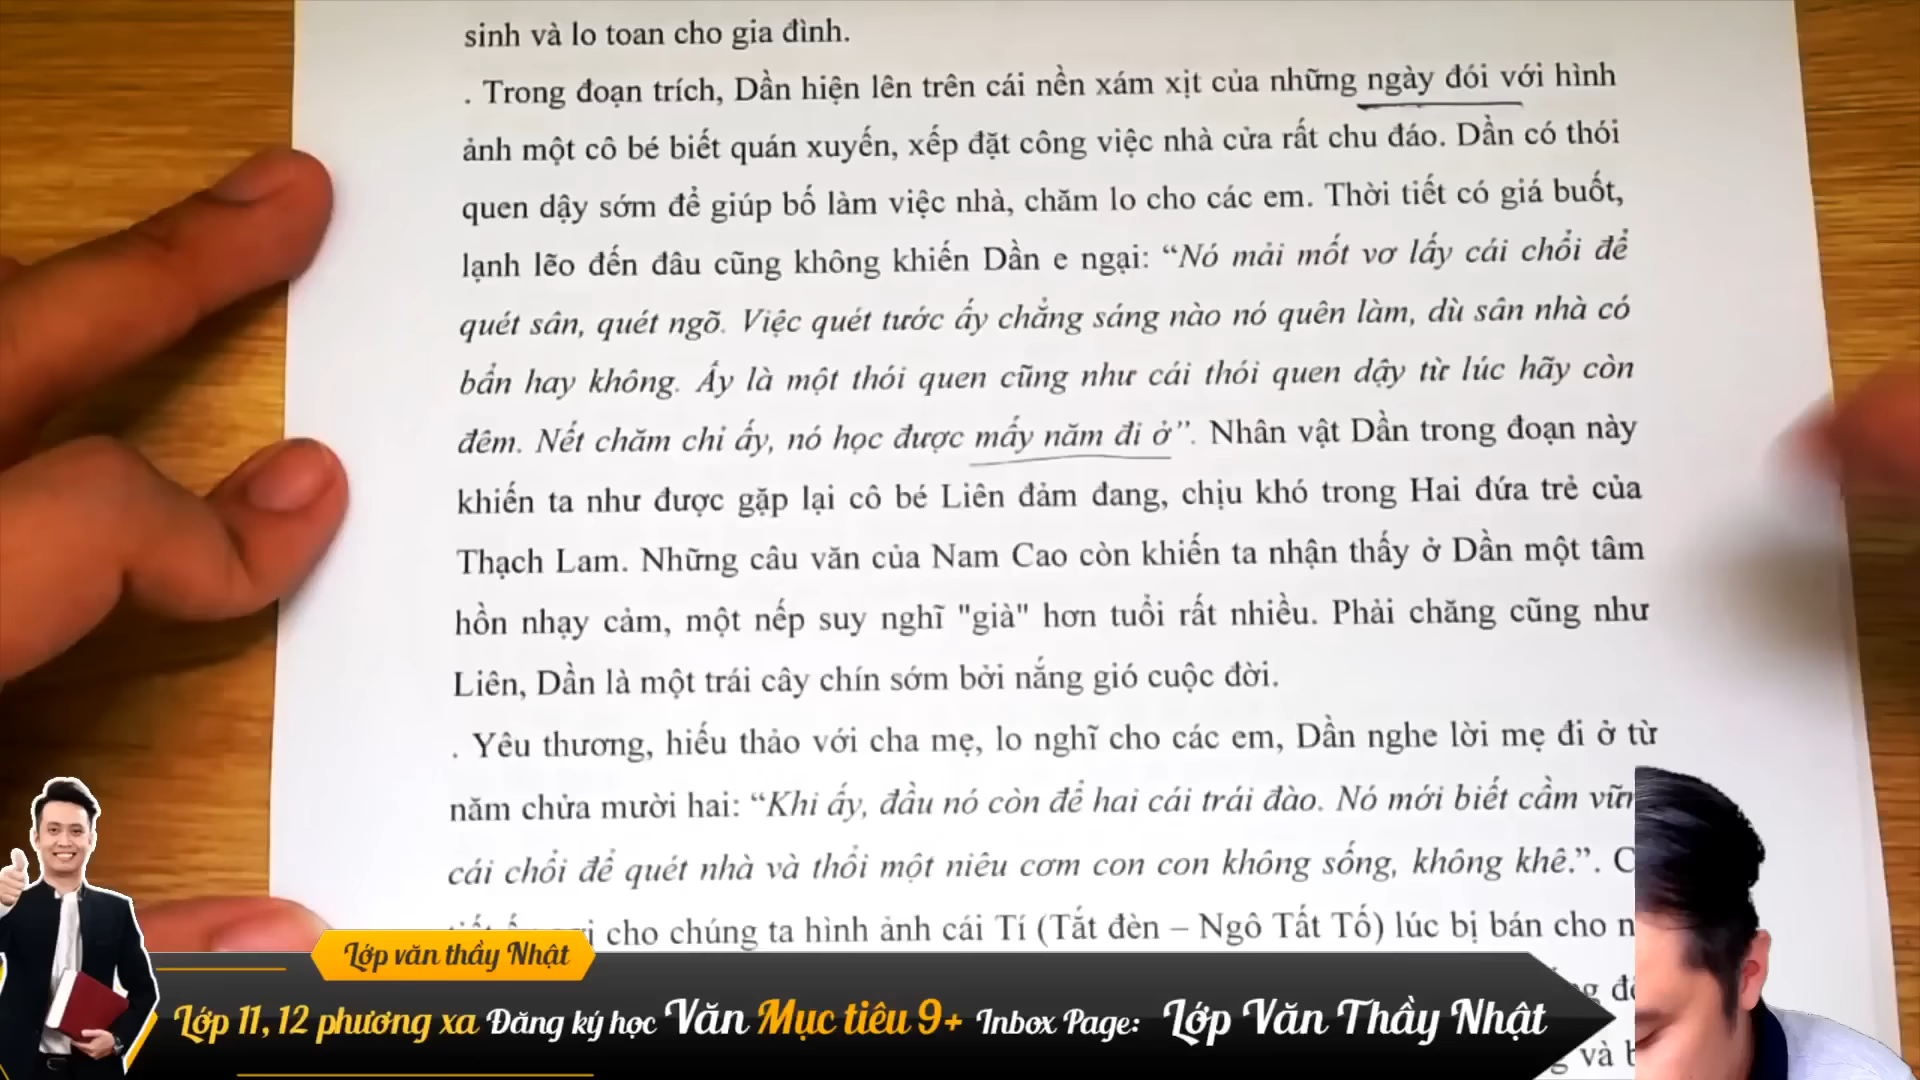 sinh và lo toan cho gia đình.
. Trong đoạn trích, Dần hiện lên trên cái nền xám xịt của những ngày đói với hình
ảnh một cô bé biết quán xuyến, xếp đặt công việc nhà cửa rất chu đáo. Dần có thói
quen dậy sớm để giúp bố làm việc nhà, chăm lo cho các em. Thời tiết có giá buốt,
lạnh lẽo đến đâu cũng không khiến Dần e ngại: “Nó mải mốt vơ lấy cái chổi để
quét sân, quét ngõ. Việc quét tước ấy chẳng sáng nào nó quên làm, dù sân nhà có
bẩn hay không. Ấy là một thói quen cũng như cái thói quen dậy từ lúc hãy còn
đêm. Nết chăm chỉ ấy, nó học được mấy năm đi ở”. Nhân vật Dần trong đoạn này
khiến ta như được gặp lại cô bé Liên đảm đang, chịu khó trong Hai đứa trẻ của
Thạch Lam. Những câu văn của Nam Cao còn khiến ta nhận thấy ở Dần một tâm
hồn nhạy cảm, một nếp suy nghĩ "già" hơn tuổi rất nhiều. Phải chăng cũng như
Liên, Dần là một trái cây chín sớm bởi nắng gió cuộc đời.
. Yêu thương, hiếu thảo với cha mẹ, lo nghĩ cho các em, Dần nghe lời mẹ đi ở từ
năm chửa mười hai: “Khi ấy, đầu nó còn để hai cái trái đào. Nó mới biết cầm
cái chổi để quét nhà và thổi một niêu cơm con con không sống, không khê.”.
cho chúng ta hình ảnh cái Tí (Tắt đèn – Ngô Tất Tố) lúc bị bán cho
và
Lớp văn thầy Nhật
Lớp 11, 12 phương xa Đăng ký học Văn Mục tiêu 9+ Inbox Page: Lớp Văn Thầy Nhật